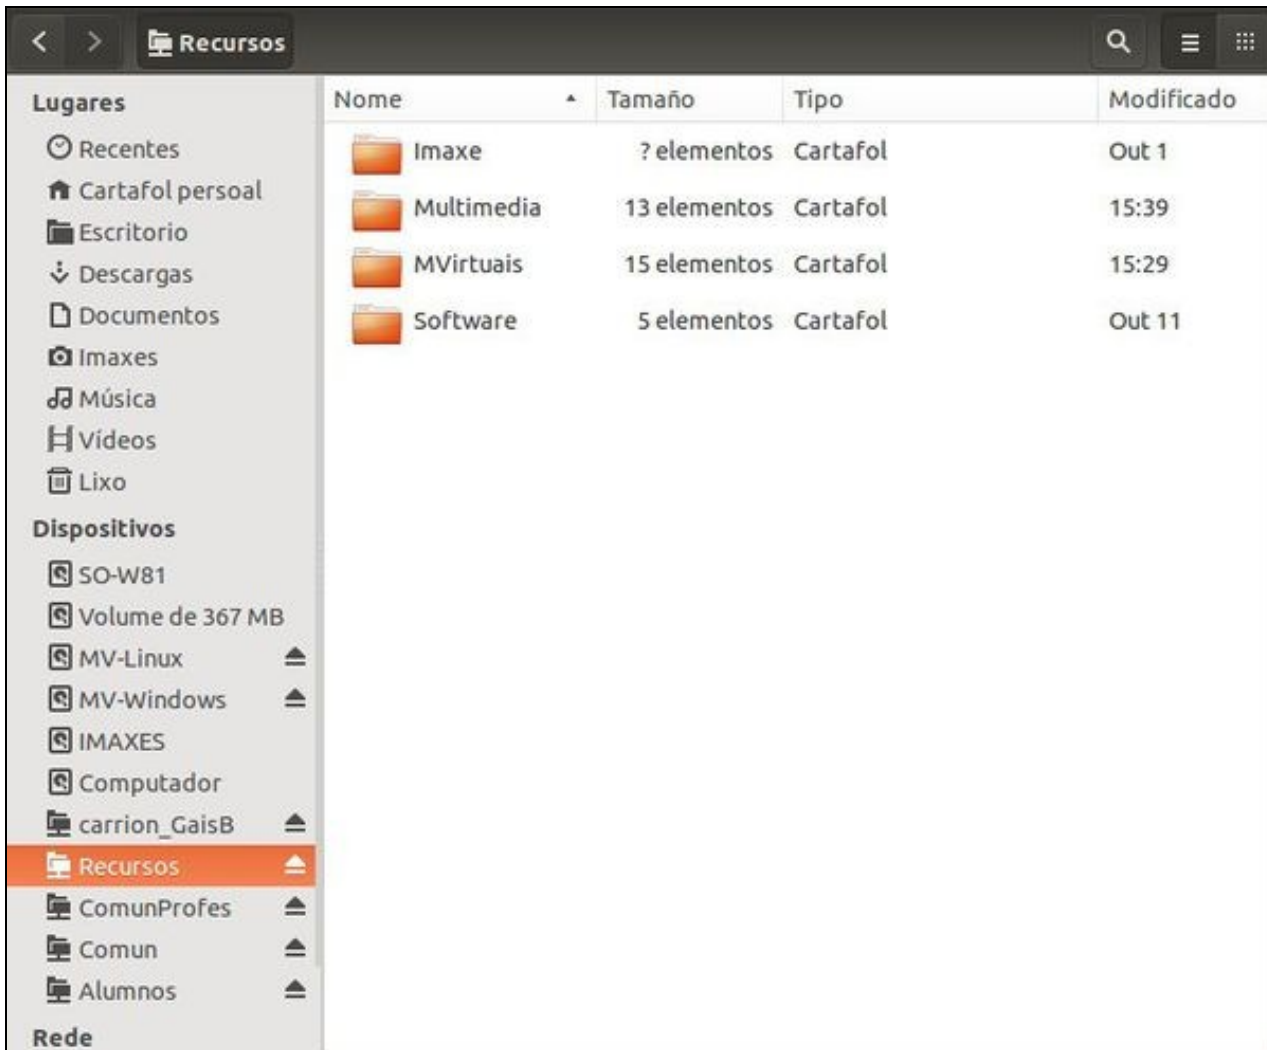 Recursos
Lugares
Recentes
Cartafol persoal
Escritorio
Descargas
Documentos
Imaxes
Música
Vídeos
Lixo
Dispositivos
SO-W81
Volume de 367 MB
MV-Linux
MV-Windows
IMAXES
Computador
carrion_GaisB
Recursos
ComunProfes
Comun
Alumnos
Rede
Nome Tamaño Tipo Modificado
Imaxe ? elementos Cartafol Out 1
Multimedia 13 elementos Cartafol 15:39
MVirtuais 15 elementos Cartafol 15:29
Software 5 elementos Cartafol Out 11